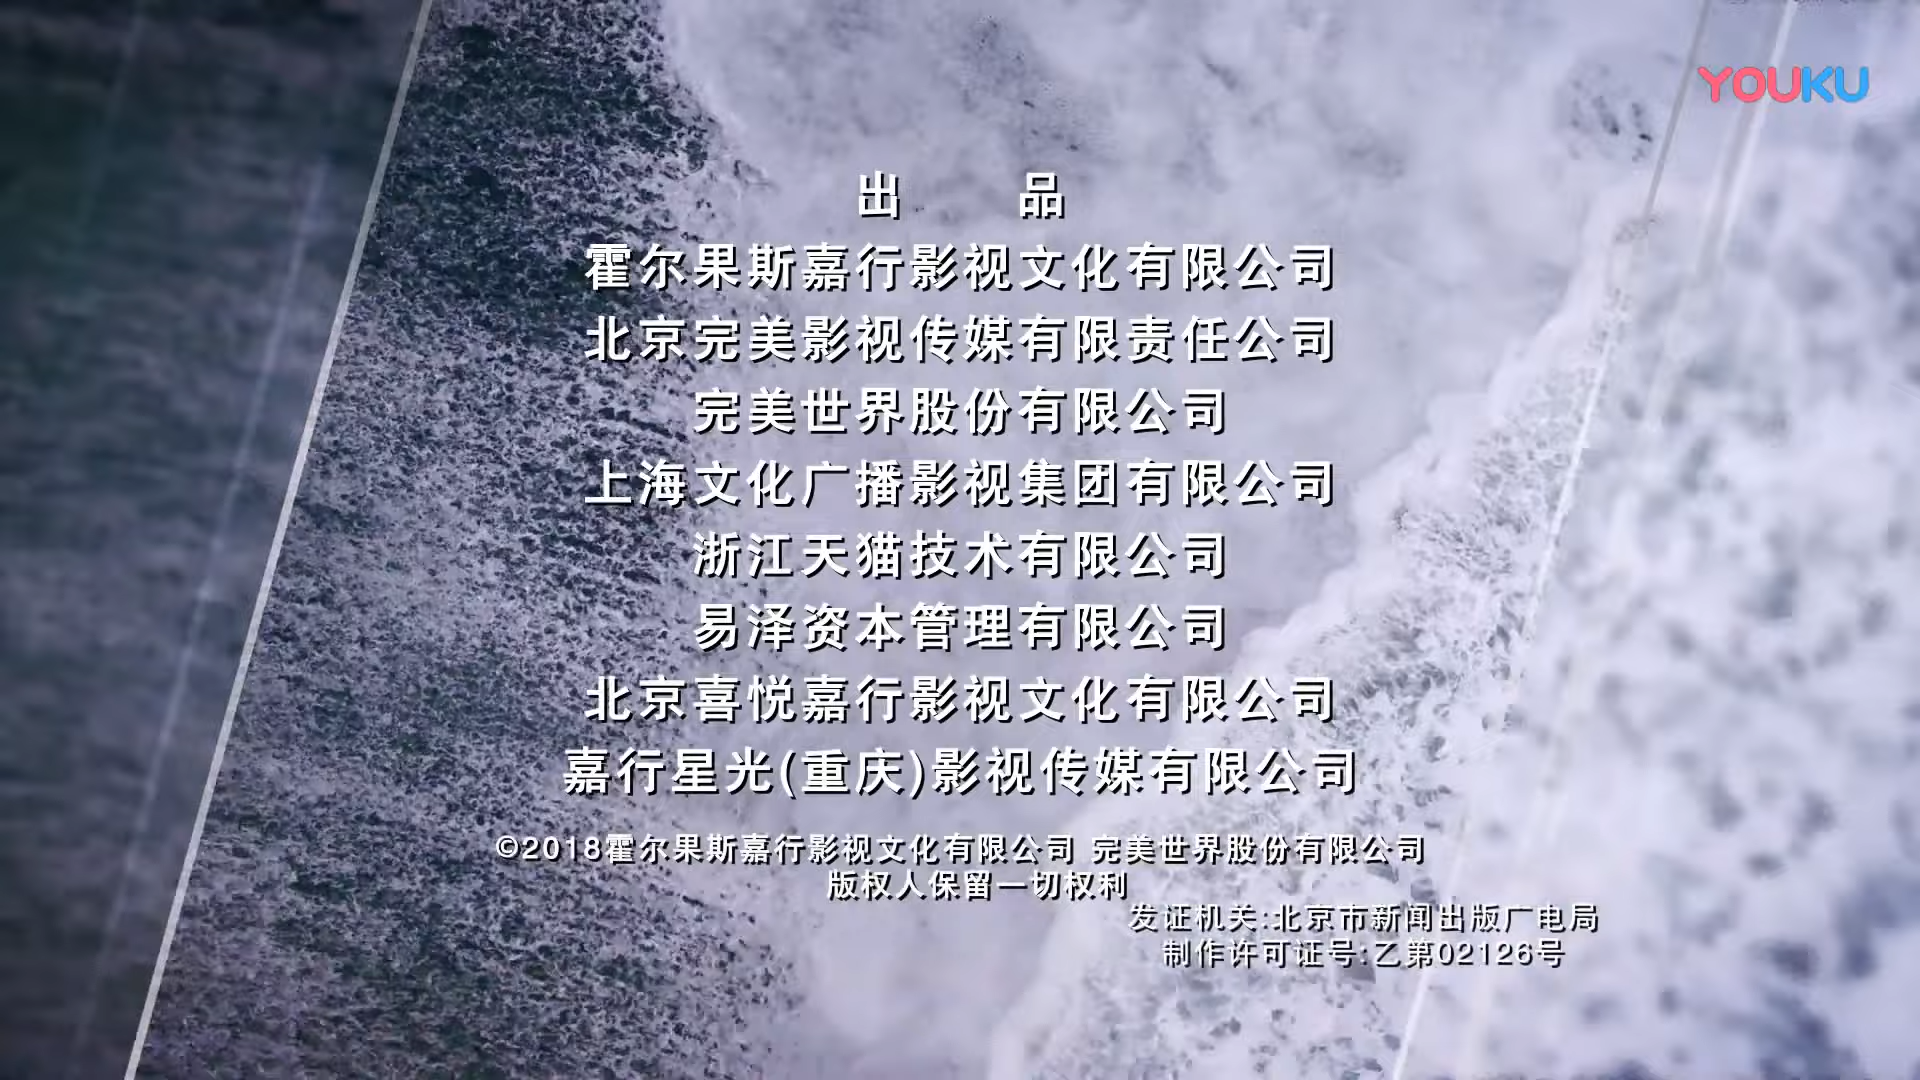 YOUKU
出 品
霍尔果斯嘉行影视文化有限公司
北京完美影视传媒有限责任公司
完美世界股份有限公司
上海文化广播影视集团有限公司
浙江天猫技术有限公司
易泽资本管理有限公司
北京喜悦嘉行影视文化有限公司
嘉行星光(重庆)影视传媒有限公司
©2018霍尔果斯嘉行影视文化有限公司 完美世界股份有限公司
版权人保留一切权利
发证机关:北京市新闻出版广电局
制作许可证号:乙第02126号